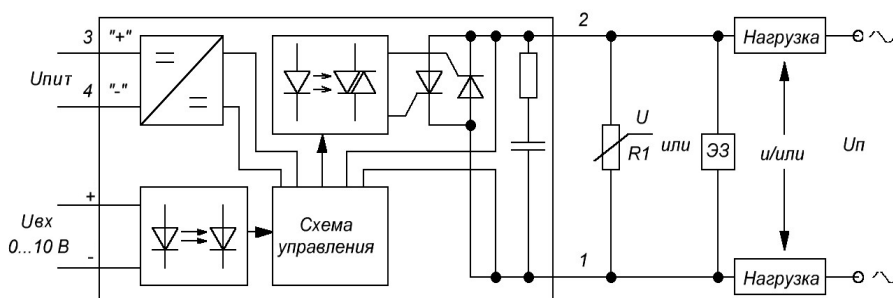 3 "+"
Uпит
4 "-"
+
Uвх
0...10 В
-
Схема
управления
2
1
U
R1
или
ЭЗ
Нагрузка
и/или
Uп
Нагрузка